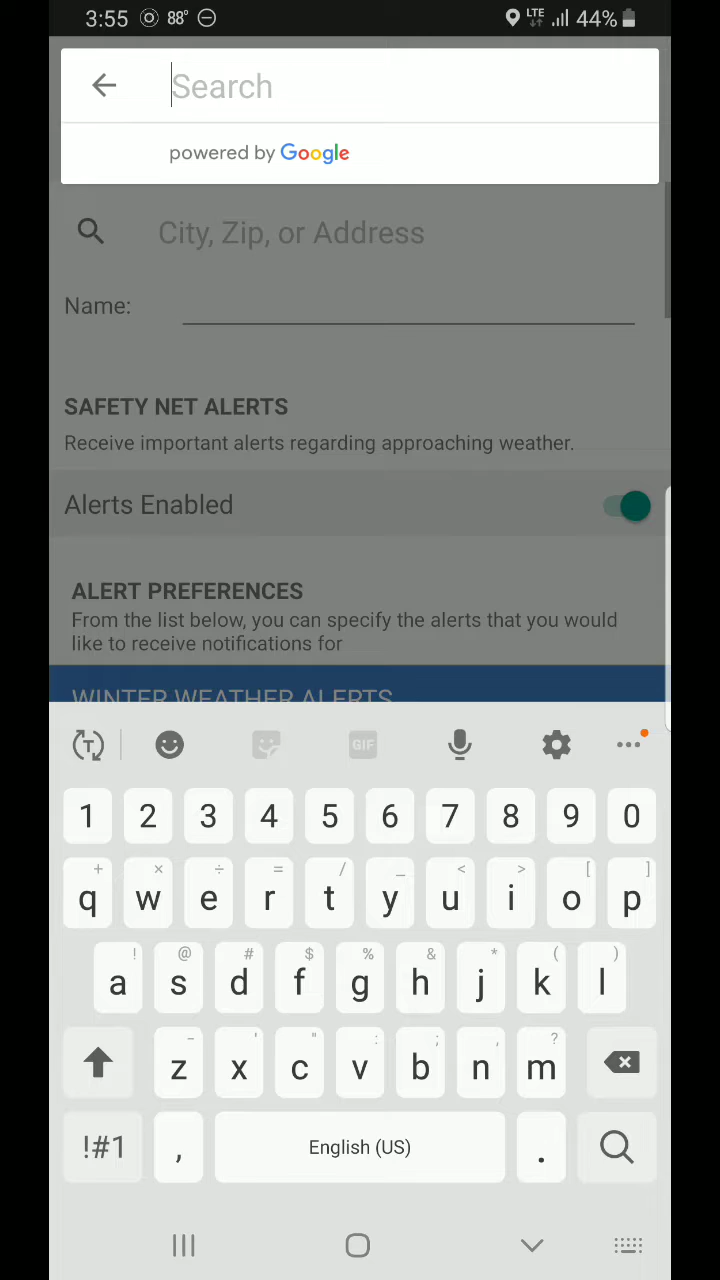 3:55 88° LTE 44%
Search
powered by Google
City, Zip, or Address
Name:
SAFETY NET ALERTS
Receive important alerts regarding approaching weather.
Alerts Enabled
ALERT PREFERENCES
From the list below, you can specify the alerts that you would
like to receive notifications for
WINTER WEATHER ALERTS
T GIF
1 2 3 4 5 6 7 8 9 0
+ × ÷ = / _ < > [ ]
q w e r t y u i o p
! @ # $ % & * ( )
a s d f g h j k l
- ' " : ; , ?
z x c v b n m
!#1 , English (US) .